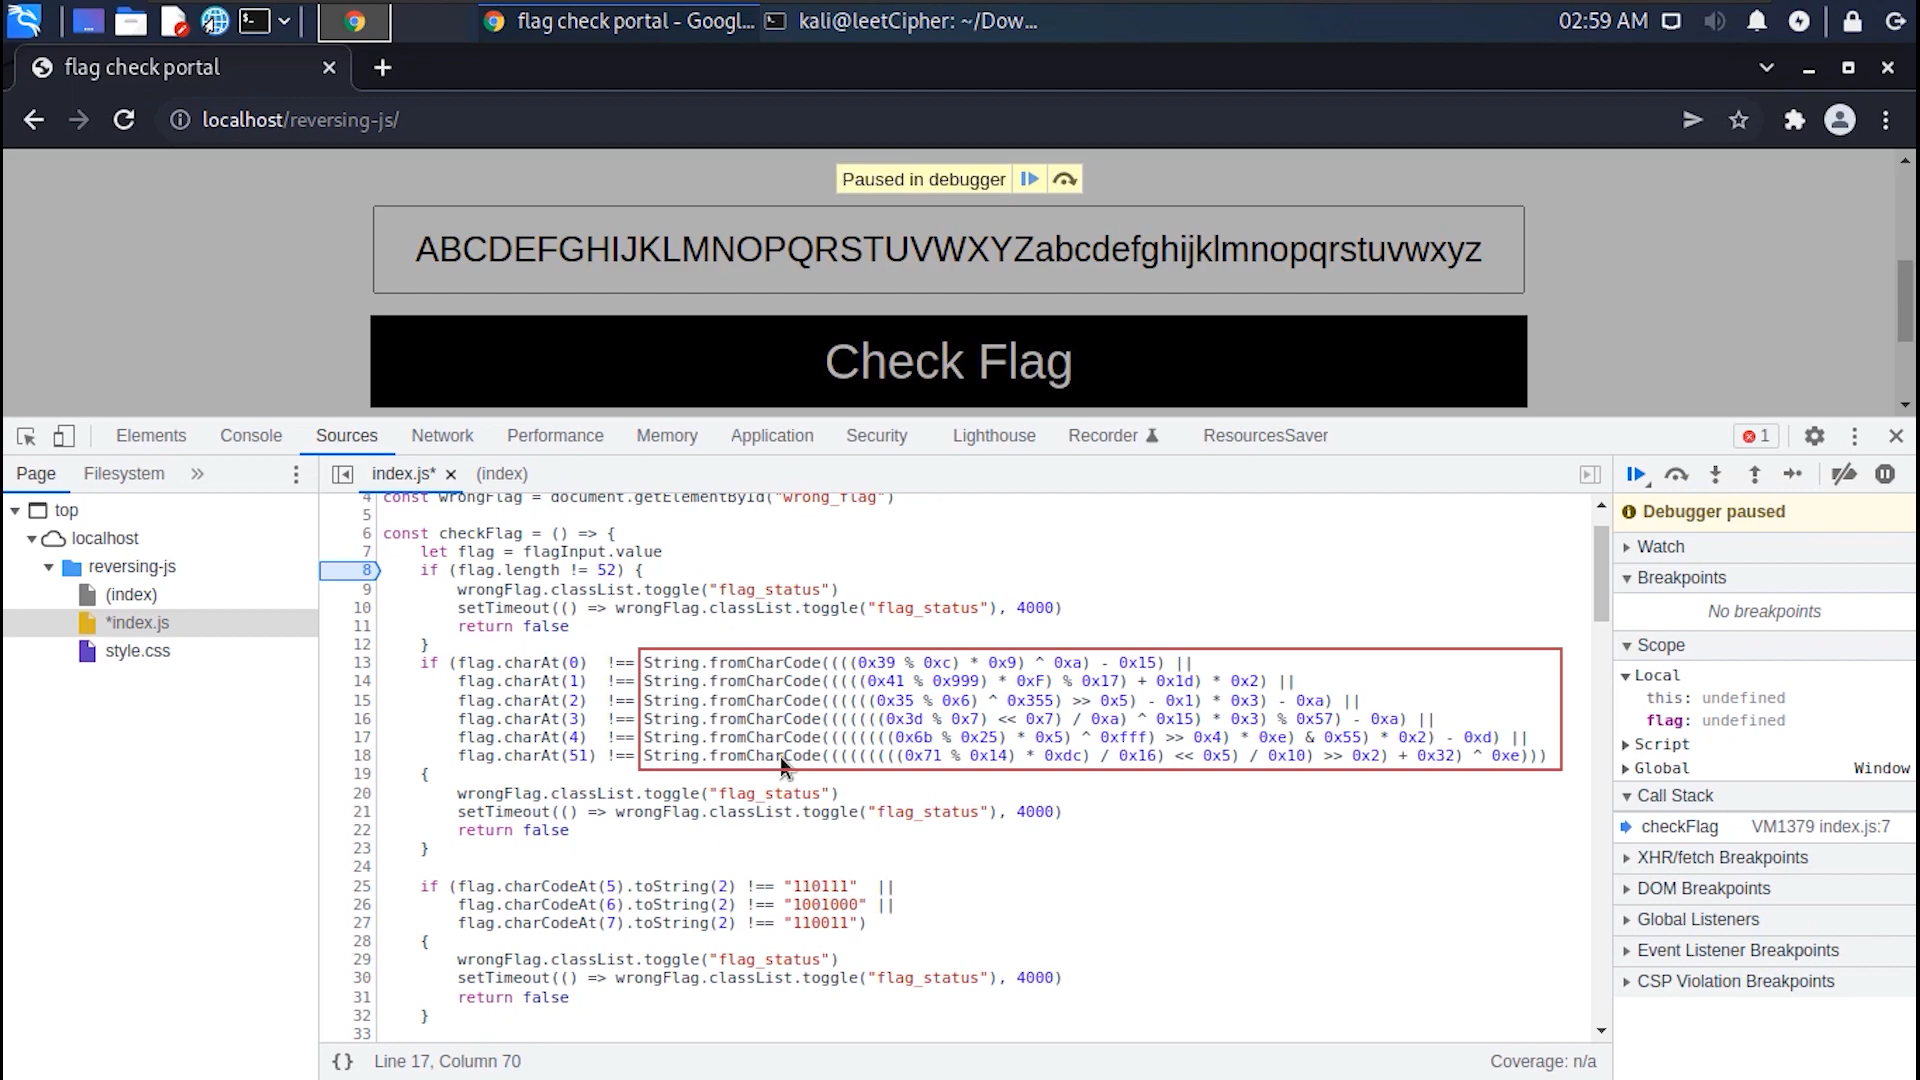 flag check portal - Googl...
kali@leetCipher: ~/Dow...
02:59 AM
flag check portal
localhost/reversing-js/
Paused in debugger
ABCDEFGHIJKLMNOPQRSTUVWXYZabcdefghijklmnopqrstuvwxyz
Check Flag
Elements Console Sources Network Performance Memory Application Security Lighthouse Recorder ResourcesSaver 1
Page Filesystem »
index.js* (index)
top
localhost
reversing-js
(index)
*index.js
style.css
4 const wrongFlag = document.getElementById("wrong_flag")
5
6 const checkFlag = () => {
7 let flag = flagInput.value
8 if (flag.length != 52) {
9 wrongFlag.classList.toggle("flag_status")
10 setTimeout(() => wrongFlag.classList.toggle("flag_status"), 4000)
11 return false
12 }
13 if (flag.charAt(0) !== String.fromCharCode((((0x39 % 0xc) * 0x9) ^ 0xa) - 0x15) ||
14 flag.charAt(1) !== String.fromCharCode(((((0x41 % 0x999) * 0xF) % 0x17) + 0x1d) * 0x2) ||
15 flag.charAt(2) !== String.fromCharCode((((((0x35 % 0x6) ^ 0x355) >> 0x5) - 0x1) * 0x3) - 0xa) ||
16 flag.charAt(3) !== String.fromCharCode(((((((0x3d % 0x7) << 0x7) / 0xa) ^ 0x15) * 0x3) % 0x57) - 0xa) ||
17 flag.charAt(4) !== String.fromCharCode((((((((0x6b % 0x25) * 0x5) ^ 0xfff) >> 0x4) * 0xe) & 0x55) * 0x2) - 0xd) ||
18 flag.charAt(51) !== String.fromCharCode(((((((((0x71 % 0x14) * 0xdc) / 0x16) << 0x5) / 0x10) >> 0x2) + 0x32) ^ 0xe)))
19 {
20 wrongFlag.classList.toggle("flag_status")
21 setTimeout(() => wrongFlag.classList.toggle("flag_status"), 4000)
22 return false
23 }
24
25 if (flag.charCodeAt(5).toString(2) !== "110111" ||
26 flag.charCodeAt(6).toString(2) !== "1001000" ||
27 flag.charCodeAt(7).toString(2) !== "110011")
28 {
29 wrongFlag.classList.toggle("flag_status")
30 setTimeout(() => wrongFlag.classList.toggle("flag_status"), 4000)
31 return false
32 }
33
{} Line 17, Column 70
Coverage: n/a
Debugger paused
Watch
Breakpoints
No breakpoints
Scope
Local
this: undefined
flag: undefined
Script
Global Window
Call Stack
checkFlag VM1379 index.js:7
XHR/fetch Breakpoints
DOM Breakpoints
Global Listeners
Event Listener Breakpoints
CSP Violation Breakpoints